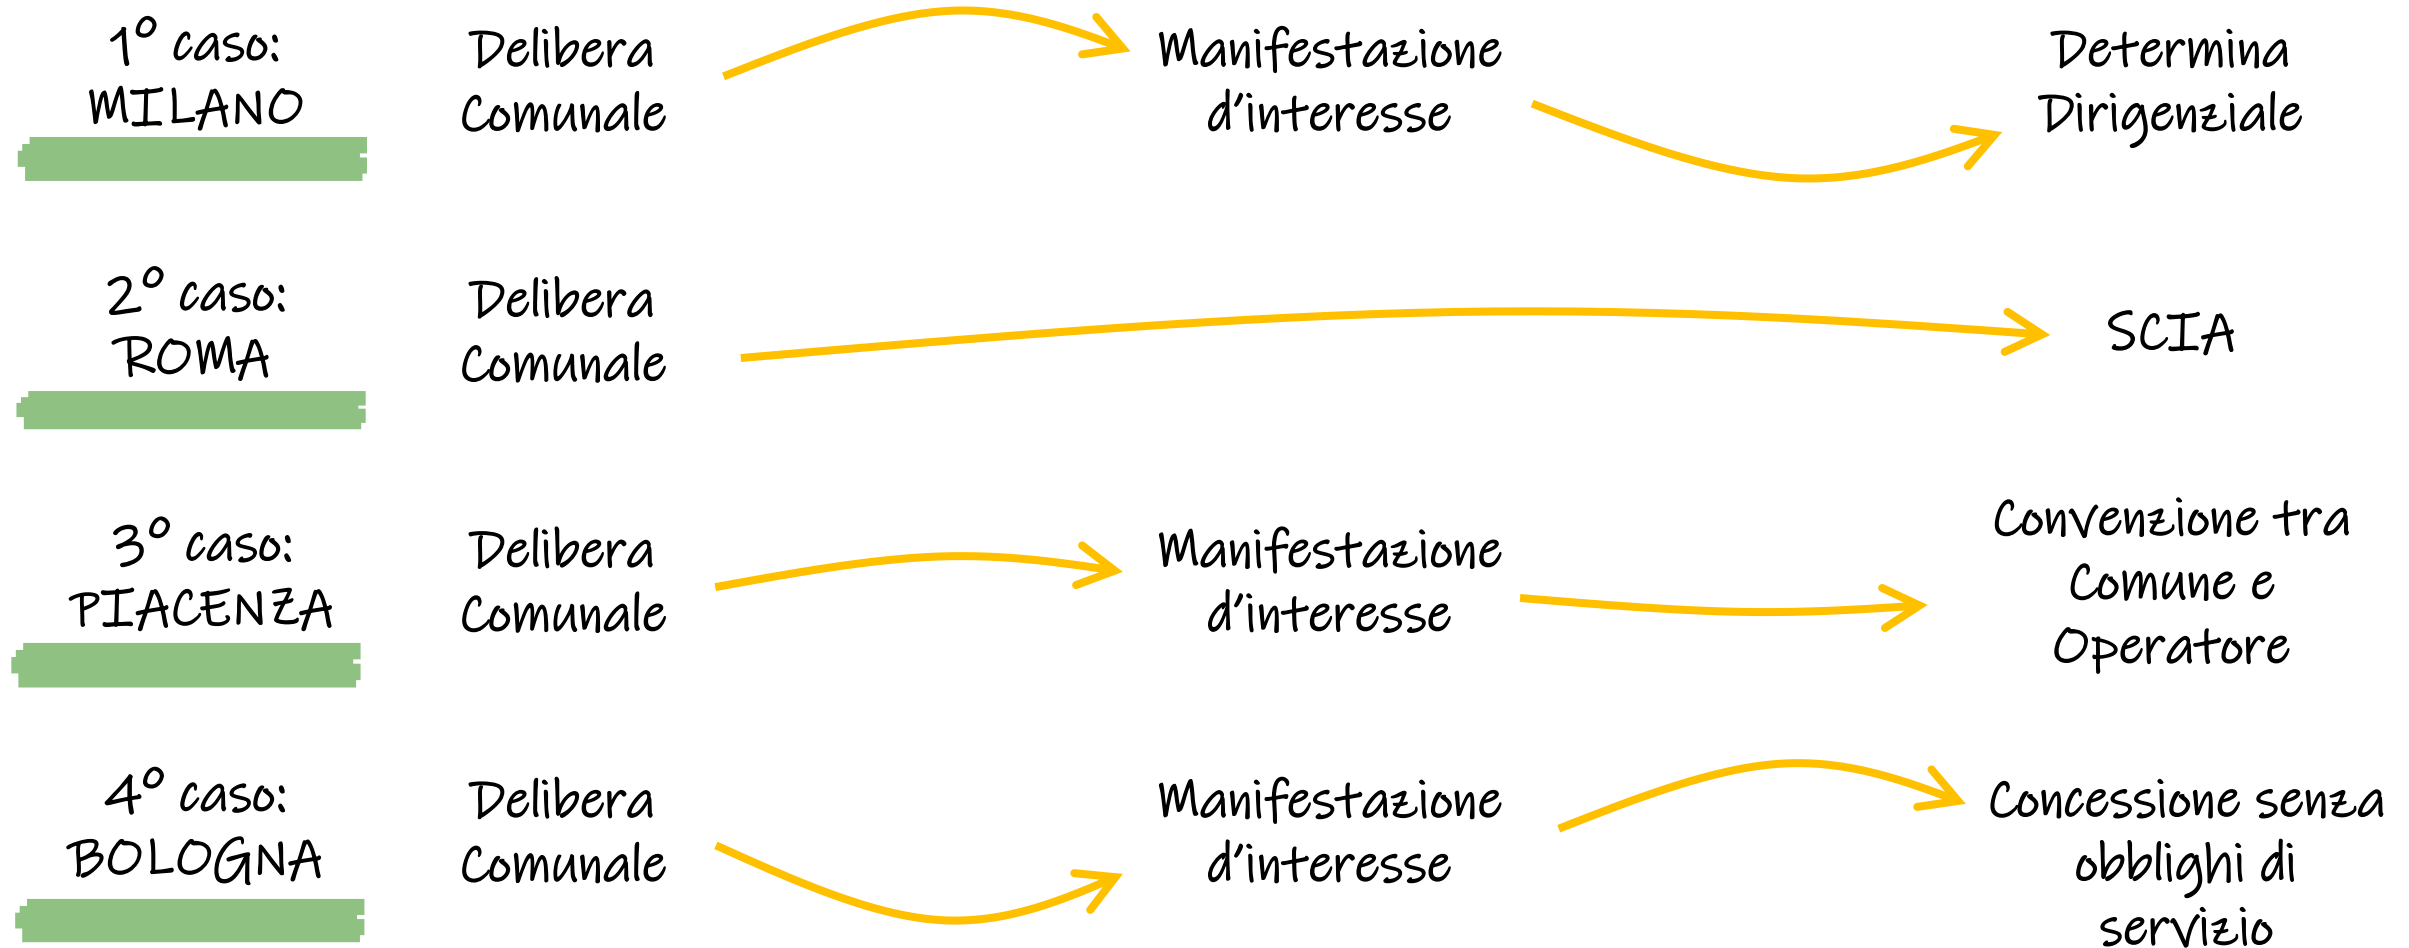 1° caso:
MILANO
Delibera
Comunale
Manifestazione
d'interesse
Determina
Dirigenziale
2° caso:
ROMA
Delibera
Comunale
SCIA
3° caso:
PIACENZA
Delibera
Comunale
Manifestazione
d'interesse
Convenzione tra
Comune e
Operatore
4° caso:
BOLOGNA
Delibera
Comunale
Manifestazione
d'interesse
Concessione senza
obblighi di
servizio